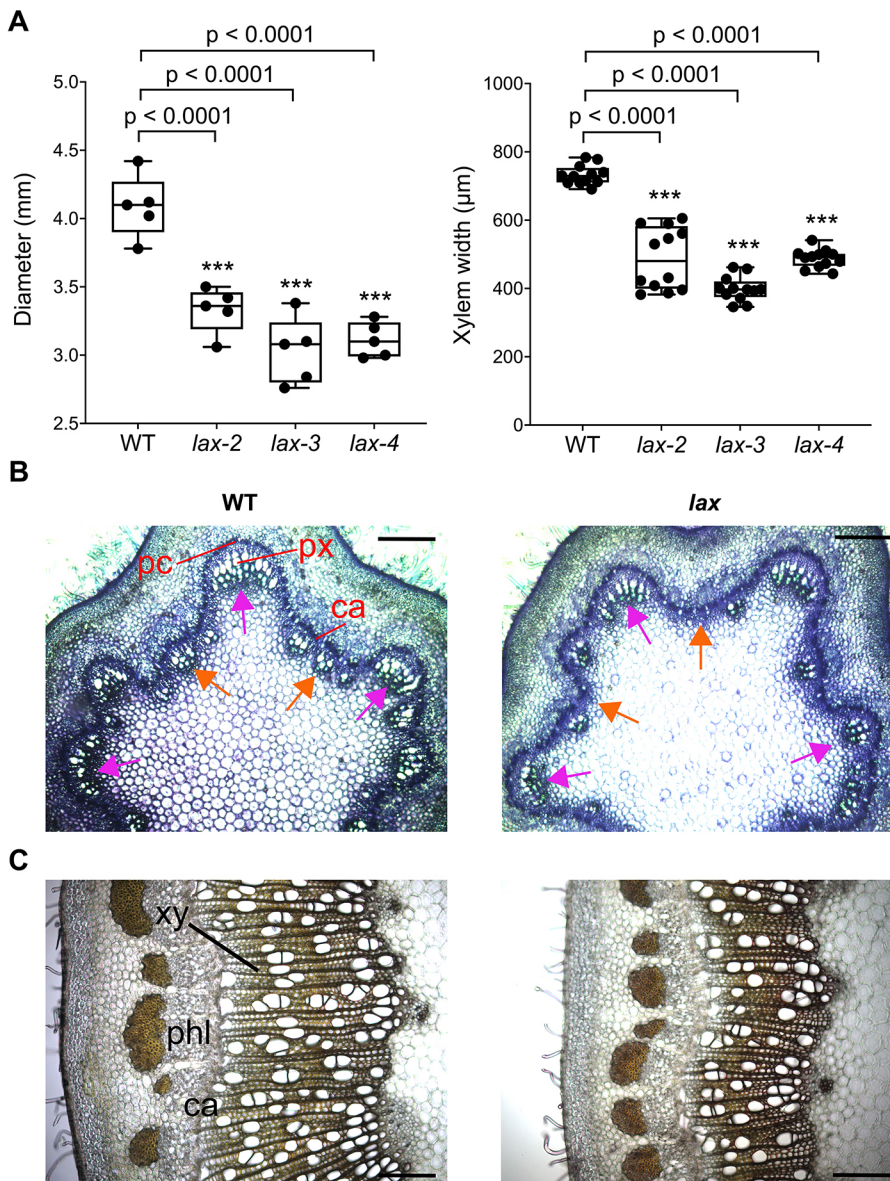 A
p < 0.0001
p < 0.0001
p < 0.0001
5.0
4.5
4.0
3.5
3.0
2.5
Diameter (mm)
***
***
***
WT
lax-2
lax-3
lax-4
p < 0.0001
p < 0.0001
p < 0.0001
1000
800
600
400
200
0
Xylem width (µm)
***
***
***
WT
lax-2
lax-3
lax-4
B
WT
lax
pc
px
ca
C
xy
phl
ca